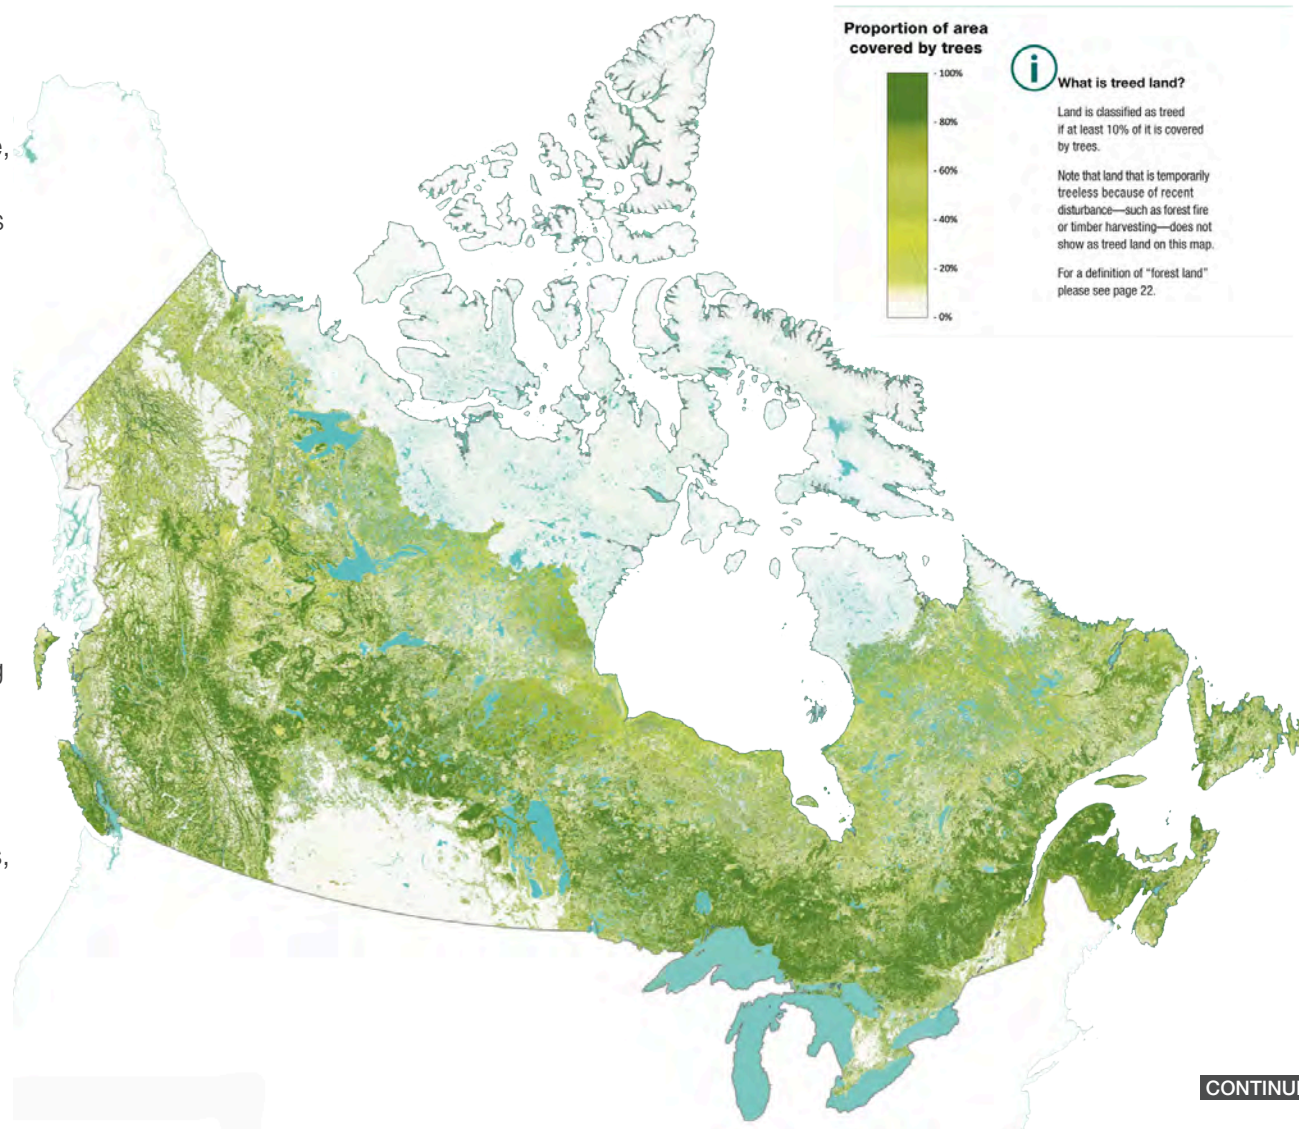 Proportion of area
covered by trees
100%
80%
60%
40%
20%
0%
i
What is treed land?
Land is classified as treed
if at least 10% of it is covered
by trees.
Note that land that is temporarily
treeless because of recent
disturbance—such as forest fire
or timber harvesting—does not
show as treed land on this map.
For a definition of “forest land”
please see page 22.
e,
s
g
s,
CONTINU